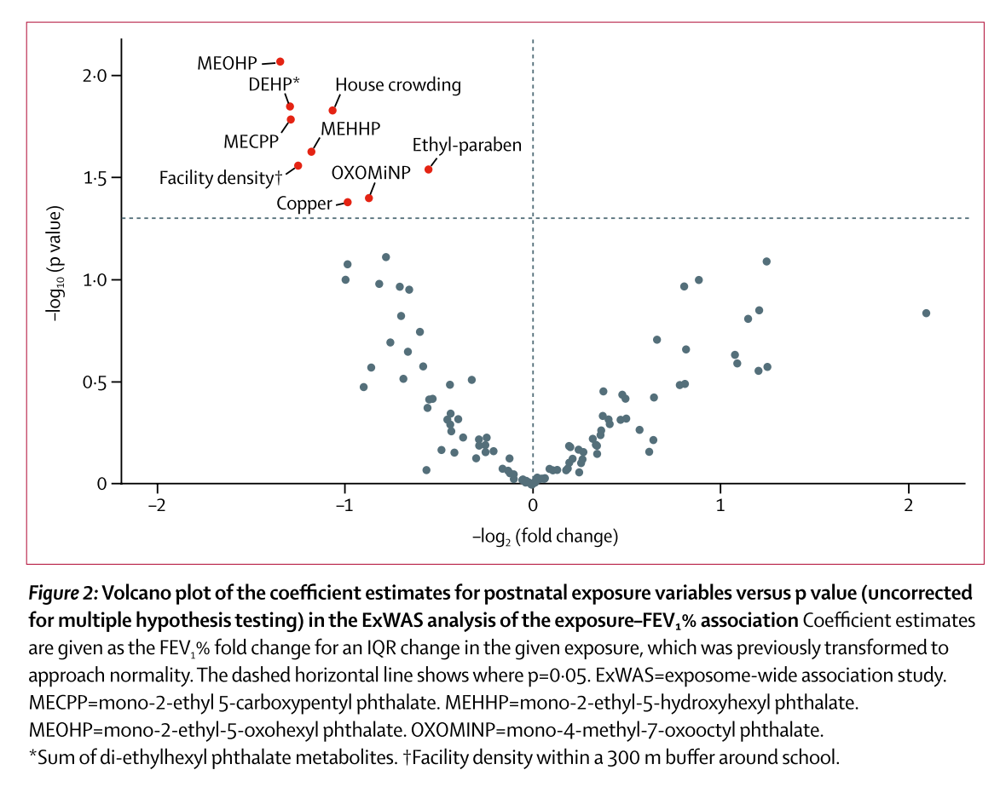 MEOHP
DEHP*
House crowding
MECPP
MEHHP
Ethyl-paraben
Facility density†
OXOMiNP
Copper
2·0
1·5
1·0
0·5
0
–log₁₀ (p value)
–2
–1
0
1
2
–log₂ (fold change)
Figure 2: Volcano plot of the coefficient estimates for postnatal exposure variables versus p value (uncorrected
for multiple hypothesis testing) in the ExWAS analysis of the exposure–FEV₁% association Coefficient estimates
are given as the FEV₁% fold change for an IQR change in the given exposure, which was previously transformed to
approach normality. The dashed horizontal line shows where p=0·05. ExWAS=exposome-wide association study.
MECPP=mono-2-ethyl 5-carboxypentyl phthalate. MEHHP=mono-2-ethyl-5-hydroxyhexyl phthalate.
MEOHP=mono-2-ethyl-5-oxohexyl phthalate. OXOMINP=mono-4-methyl-7-oxooctyl phthalate.
*Sum of di-ethylhexyl phthalate metabolites. †Facility density within a 300 m buffer around school.